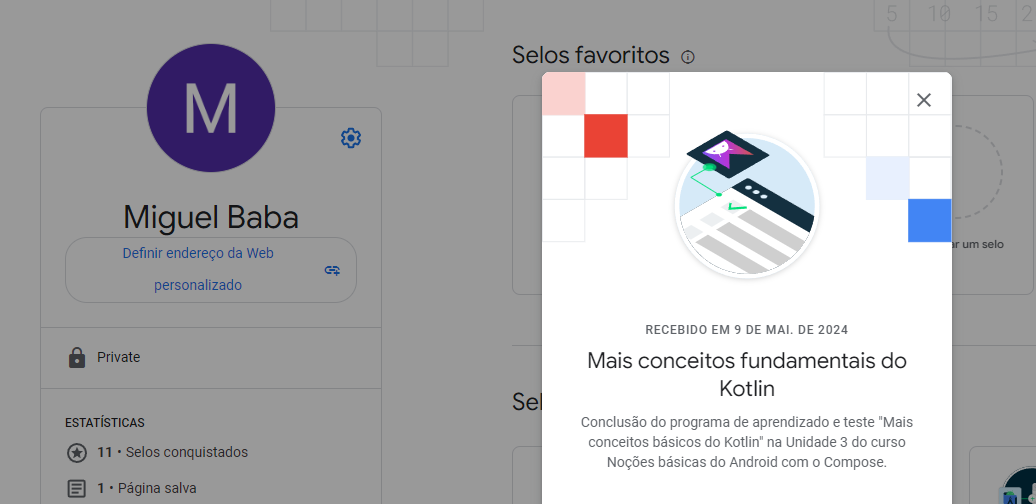 5 10 15 2
M
Miguel Baba
Definir endereço da Web
personalizado
Private
ESTATÍSTICAS
11 • Selos conquistados
1 • Página salva
Selos favoritos
ar um selo
Sel
RECEBIDO EM 9 DE MAI. DE 2024
Mais conceitos fundamentais do
Kotlin
Conclusão do programa de aprendizado e teste "Mais
conceitos básicos do Kotlin" na Unidade 3 do curso
Noções básicas do Android com o Compose.